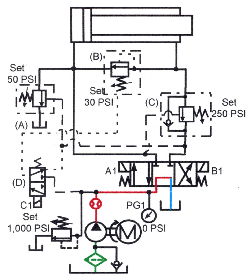 (B)
Set
50 PSI
Set
30 PSI
(C)
Set
250 PSI
(A)
(D)
A1
B1
C1
PG1
Set
1,000 PSI
M
0 PSI